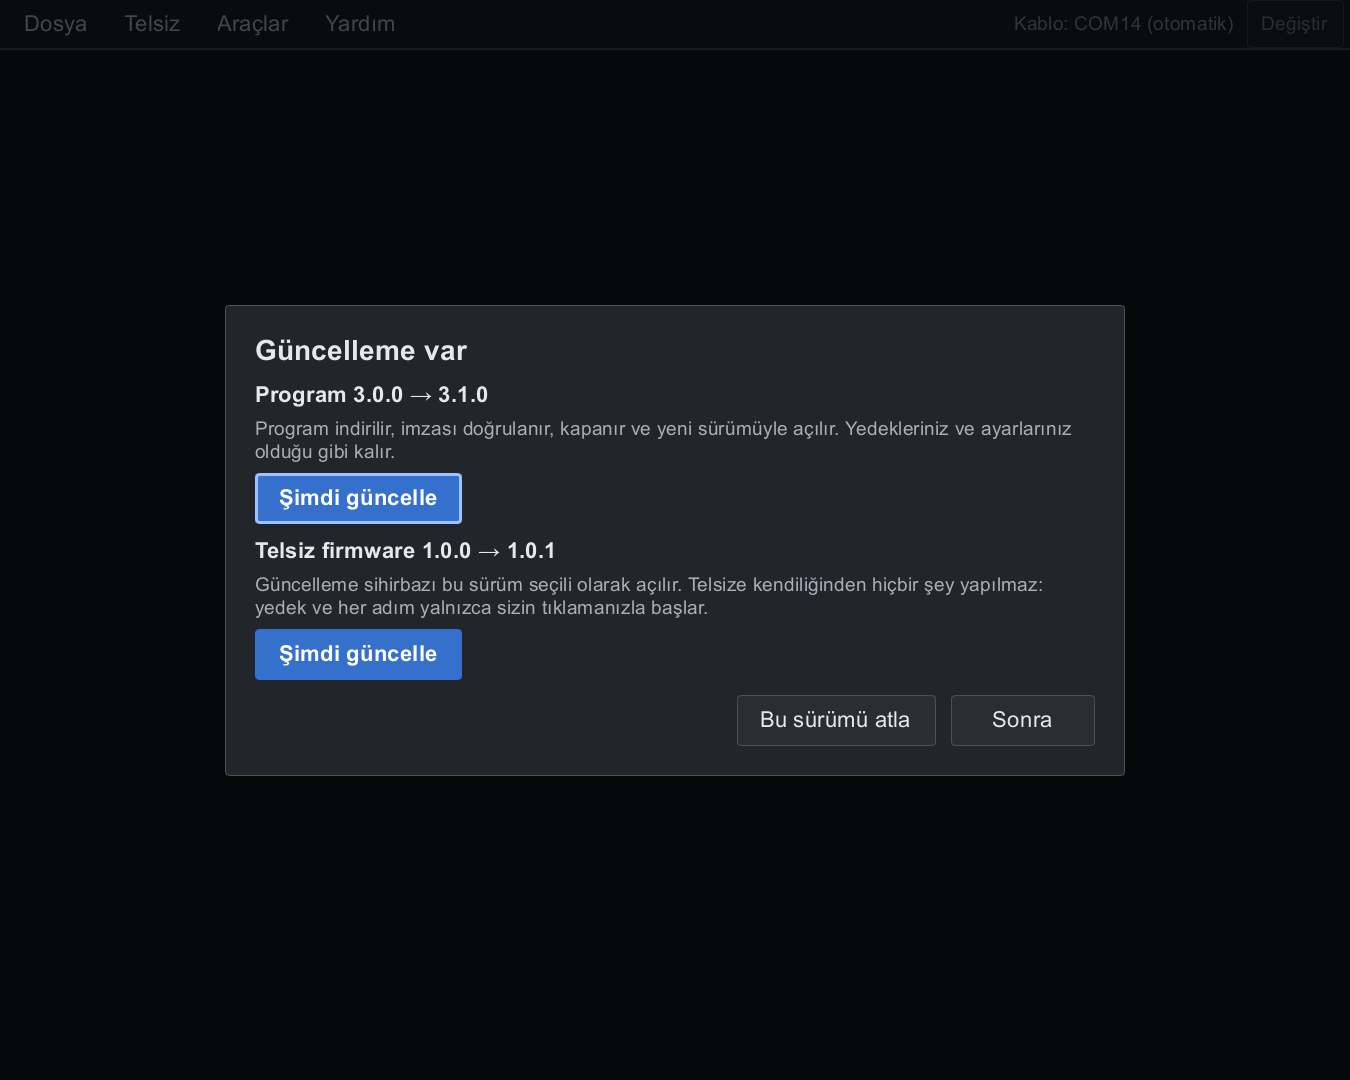 Dosya Telsiz Araçlar Yardım Kablo: COM14 (otomatik) Değiştir
Güncelleme var
Program 3.0.0 → 3.1.0
Program indirilir, imzası doğrulanır, kapanır ve yeni sürümüyle açılır. Yedekleriniz ve ayarlarınız
olduğu gibi kalır.
Şimdi güncelle
Telsiz firmware 1.0.0 → 1.0.1
Güncelleme sihirbazı bu sürüm seçili olarak açılır. Telsize kendiliğinden hiçbir şey yapılmaz:
yedek ve her adım yalnızca sizin tıklamanızla başlar.
Şimdi güncelle
Bu sürümü atla Sonra